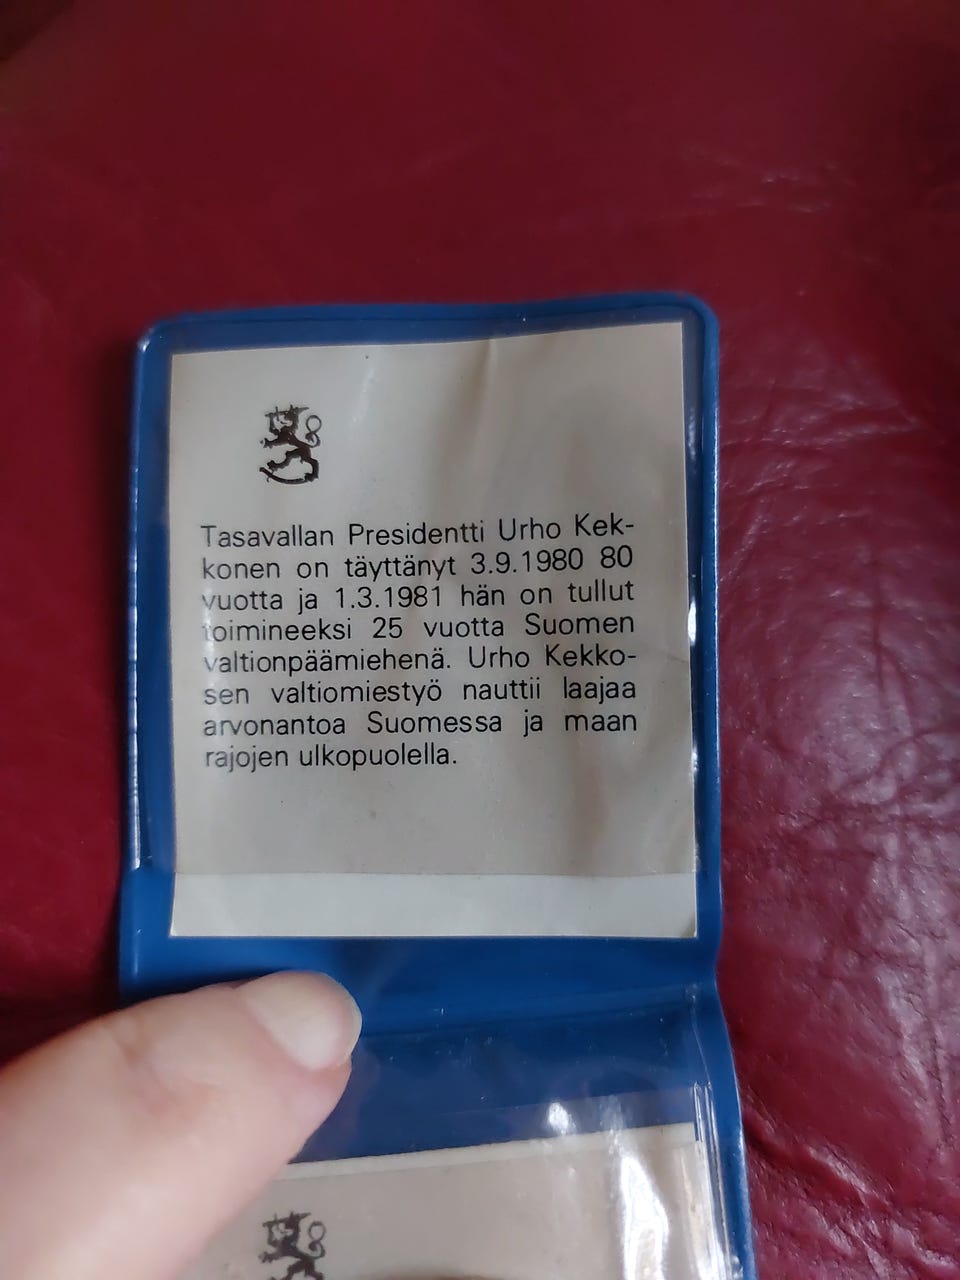 Tasavallan Presidentti Urho Kek-
konen on täyttänyt 3.9.1980 80
vuotta ja 1.3.1981 hän on tullut
toimineeksi 25 vuotta Suomen
valtionpäämiehenä. Urho Kekko-
sen valtiomiestyö nauttii laajaa
arvonantoa Suomessa ja maan
rajojen ulkopuolella.